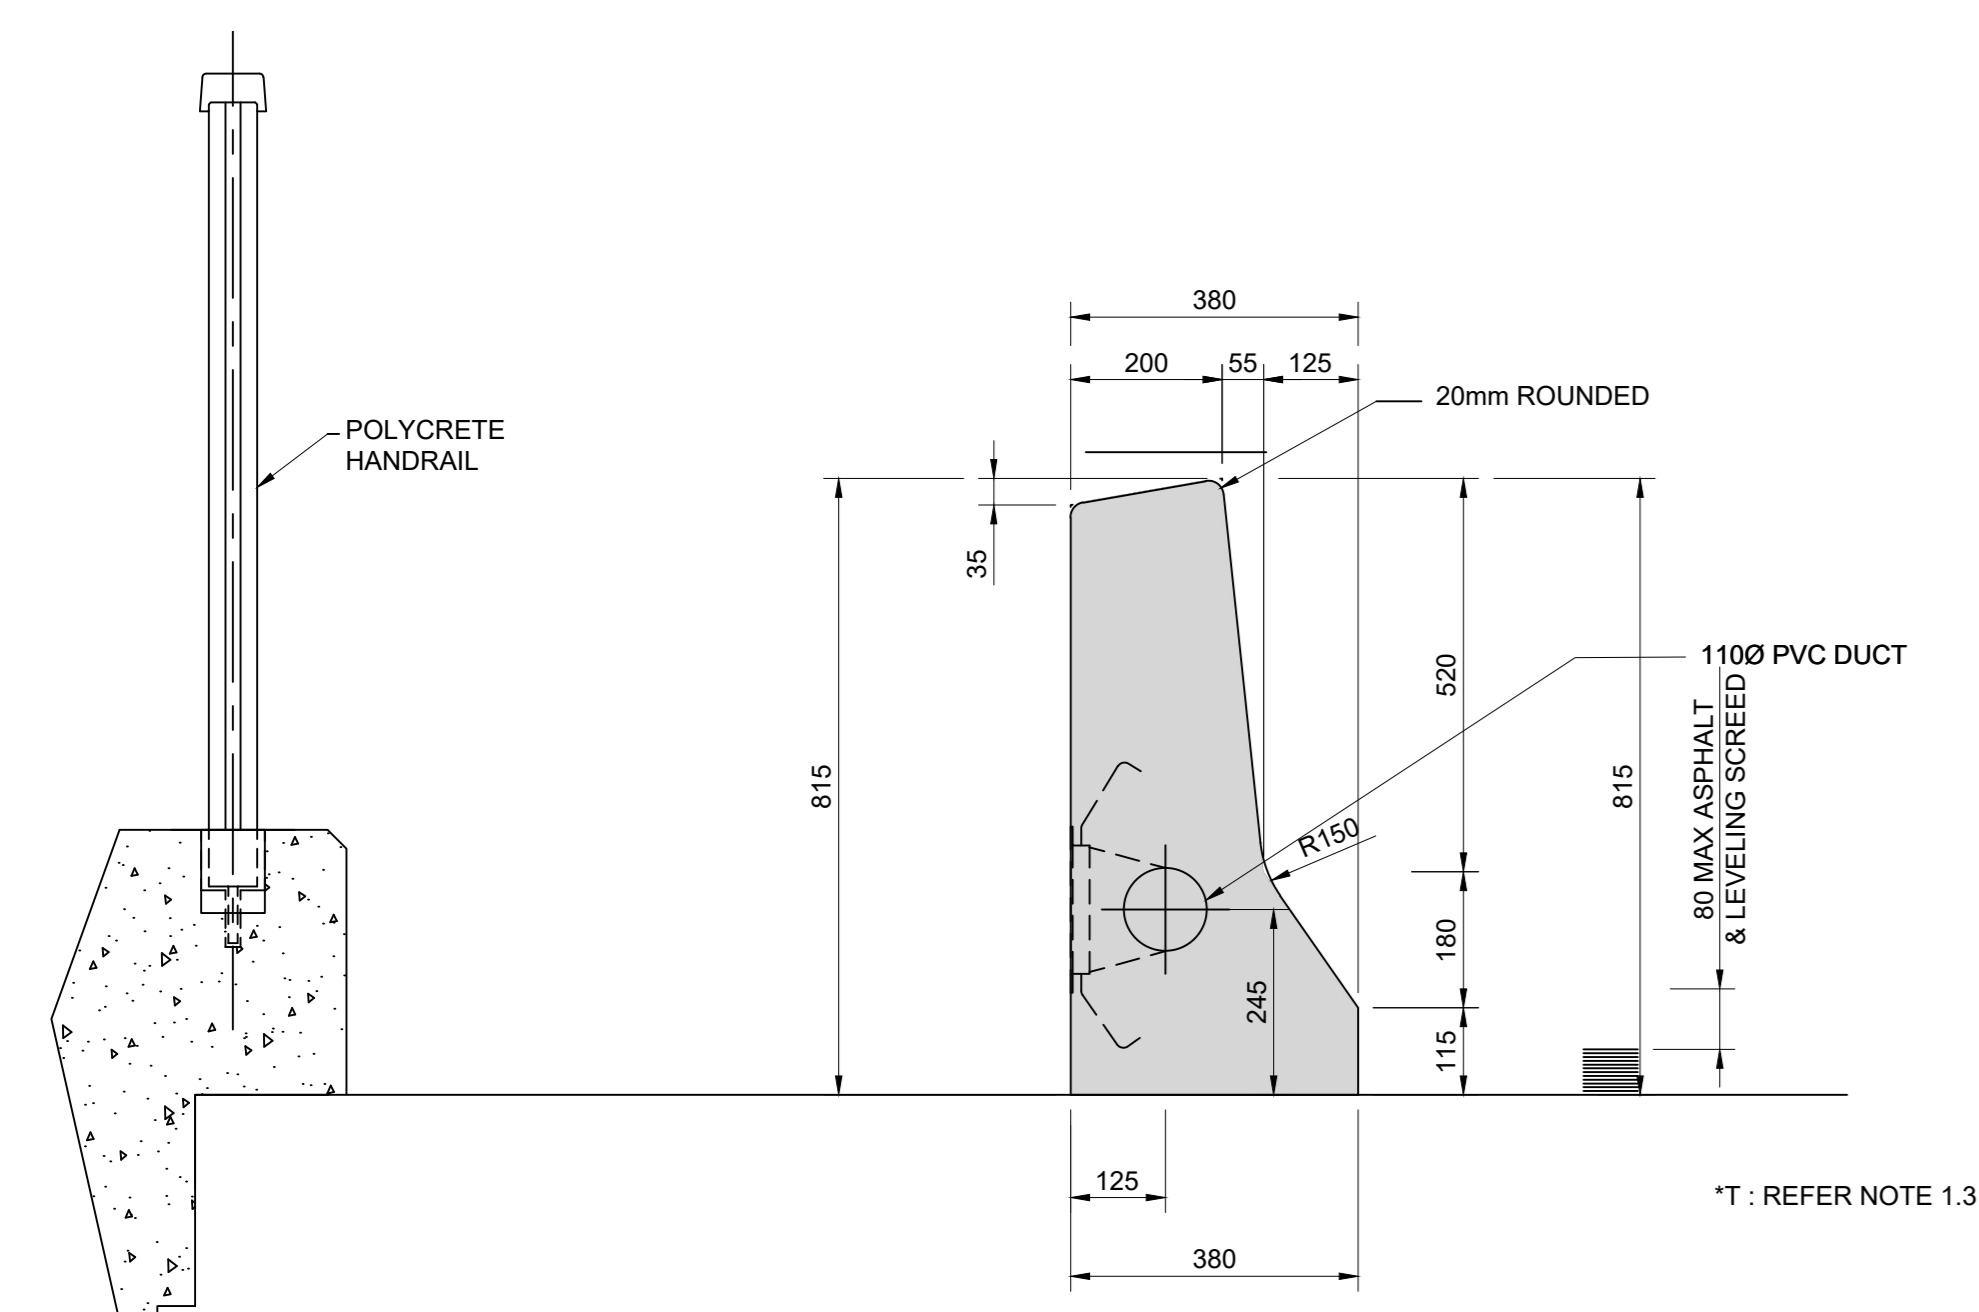 380
200
55
125
20mm ROUNDED
POLYCRETE
HANDRAIL
35
110Ø PVC DUCT
520
80 MAX ASPHALT
& LEVELING SCREED
815
815
R150
180
245
115
125
*T : REFER NOTE 1.3
380